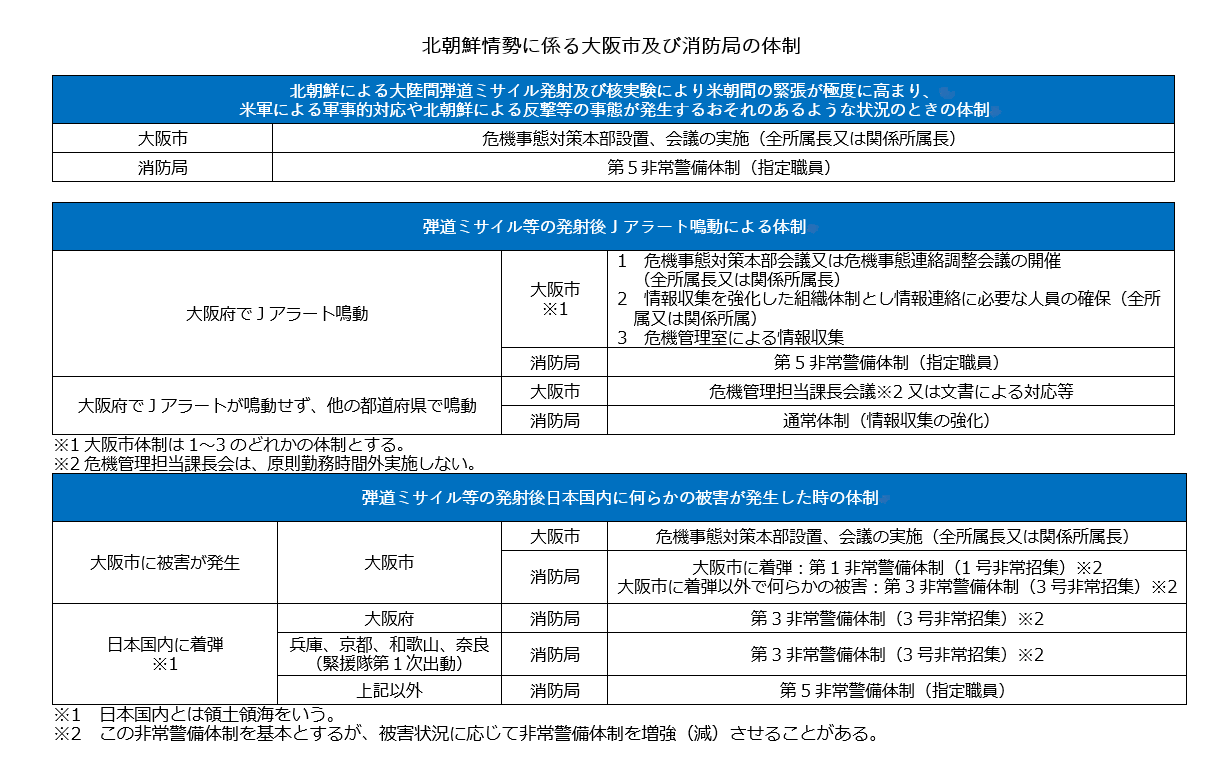 北朝鮮情勢に係る大阪市及び消防局の体制
北朝鮮による大陸間弾道ミサイル発射及び核実験により米朝間の緊張が極度に高まり、
米軍による軍事的対応や北朝鮮による反撃等の事態が発生するおそれのあるような状況のときの体制
大阪市
危機事態対策本部設置、会議の実施（全所属長又は関係所属長）
消防局
第５非常警備体制（指定職員）
弾道ミサイル等の発射後Ｊアラート鳴動による体制
大阪府でＪアラート鳴動
大阪市
※1
1　危機事態対策本部会議又は危機事態連絡調整会議の開催
（全所属長又は関係所属長）
2　情報収集を強化した組織体制とし情報連絡に必要な人員の確保（全所
属又は関係所属）
3　危機管理室による情報収集
消防局
第５非常警備体制（指定職員）
大阪府でＪアラートが鳴動せず、他の都道府県で鳴動
大阪市
危機管理担当課長会議※2 又は文書による対応等
消防局
通常体制（情報収集の強化）
※1 大阪市体制は 1～3 のどれかの体制とする。
※2 危機管理担当課長会は、原則勤務時間外実施しない。
弾道ミサイル等の発射後日本国内に何らかの被害が発生した時の体制
大阪市に被害が発生
大阪市
大阪市
危機事態対策本部設置、会議の実施（全所属長又は関係所属長）
消防局
大阪市に着弾：第１非常警備体制（1 号非常招集）※2
大阪市に着弾以外で何らかの被害：第３非常警備体制（3 号非常招集）※2
日本国内に着弾
※1
大阪府
消防局
第３非常警備体制（3 号非常招集）※2
兵庫、京都、和歌山、奈良
（緊援隊第１次出動）
消防局
第３非常警備体制（3 号非常招集）※2
上記以外
消防局
第５非常警備体制（指定職員）
※1　日本国内とは領土領海をいう。
※2　この非常警備体制を基本とするが、被害状況に応じて非常警備体制を増強（減）させることがある。